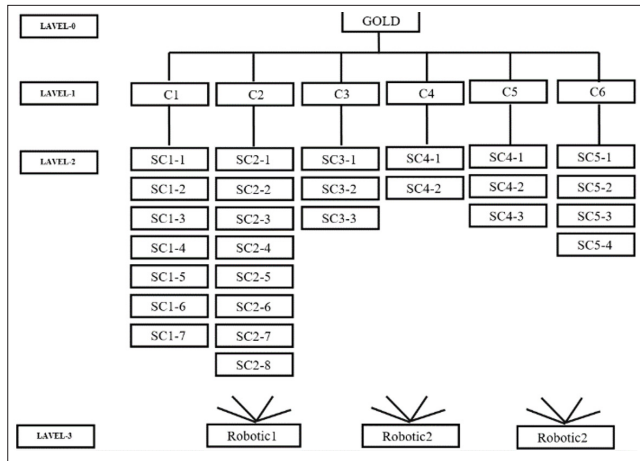 LAVEL-0
GOLD
LAVEL-1
C1 C2 C3 C4 C5 C6
LAVEL-2
SC1-1 SC2-1 SC3-1 SC4-1 SC4-1 SC5-1
SC1-2 SC2-2 SC3-2 SC4-2 SC4-2 SC5-2
SC1-3 SC2-3 SC3-3 SC4-3 SC5-3
SC1-4 SC2-4 SC5-4
SC1-5 SC2-5
SC1-6 SC2-6
SC1-7 SC2-7
SC2-8
LAVEL-3
Robotic1 Robotic2 Robotic2